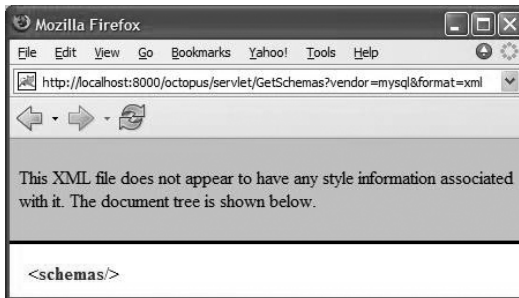 Mozilla Firefox
File Edit View Go Bookmarks Yahoo! Tools Help
http://localhost:8000/octopus/servlet/GetSchemas?vendor=mysql&format=xml
This XML file does not appear to have any style information associated
with it. The document tree is shown below.
<schemas/>